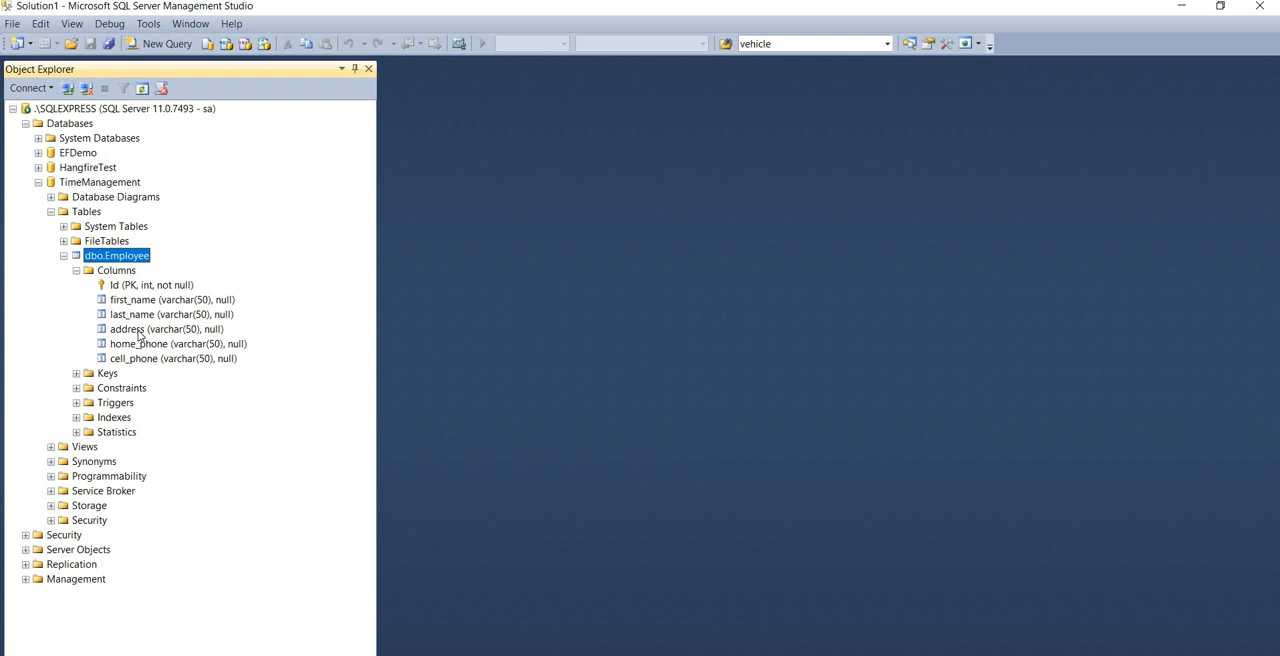 Solution1 - Microsoft SQL Server Management Studio
File Edit View Debug Tools Window Help
New Query vehicle
Object Explorer
Connect
.\SQLEXPRESS (SQL Server 11.0.7493 - sa)
Databases
System Databases
EFDemo
HangfireTest
TimeManagement
Database Diagrams
Tables
System Tables
FileTables
dbo.Employee
Columns
Id (PK, int, not null)
first_name (varchar(50), null)
last_name (varchar(50), null)
address (varchar(50), null)
home_phone (varchar(50), null)
cell_phone (varchar(50), null)
Keys
Constraints
Triggers
Indexes
Statistics
Views
Synonyms
Programmability
Service Broker
Storage
Security
Security
Server Objects
Replication
Management